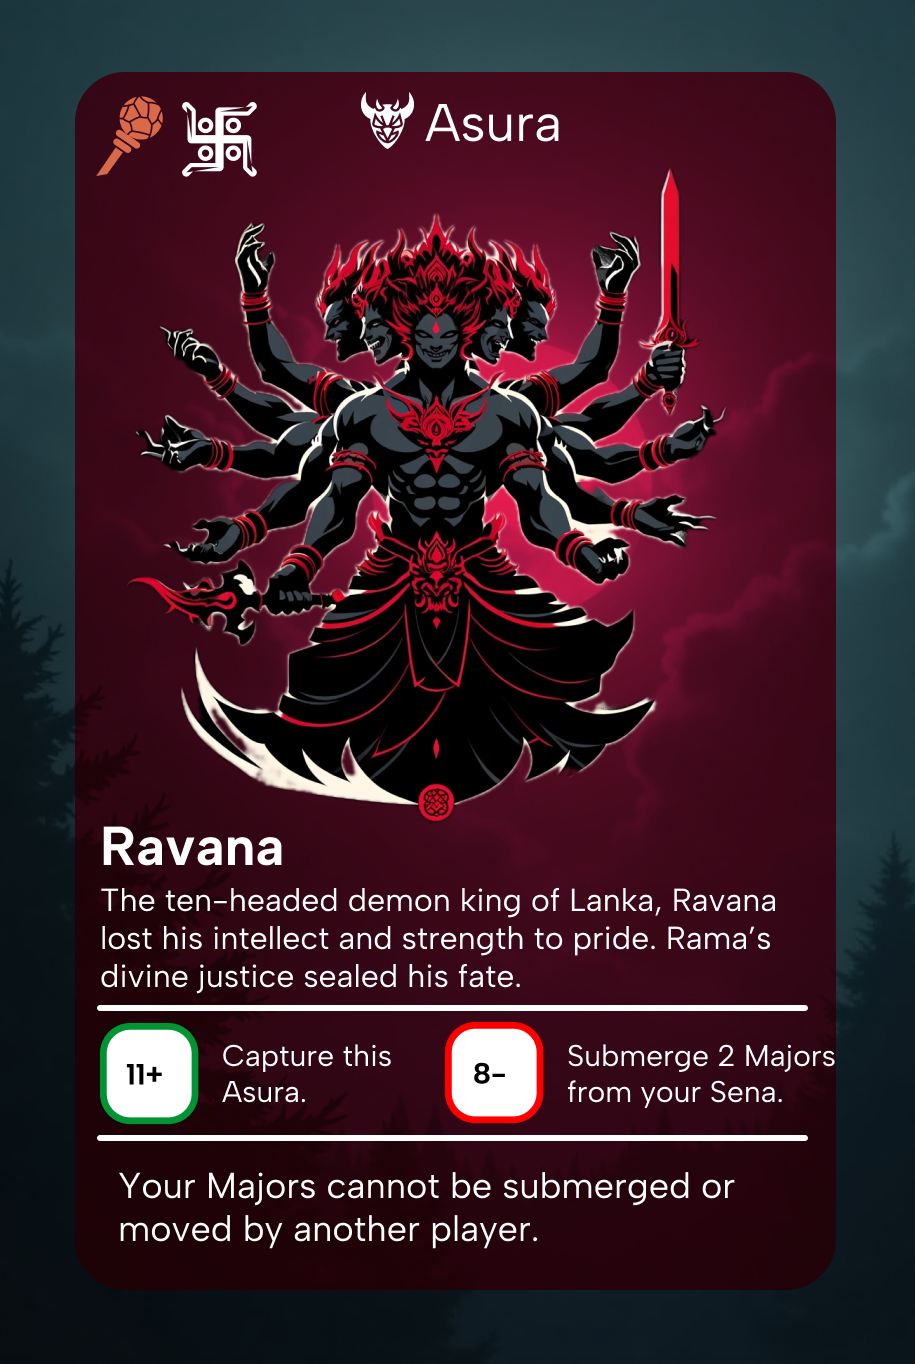 Asura
Ravana
The ten-headed demon king of Lanka, Ravana
lost his intellect and strength to pride. Rama's
divine justice sealed his fate.
11+
Capture this
Asura.
8-
Submerge 2 Majors
from your Sena.
Your Majors cannot be submerged or
moved by another player.